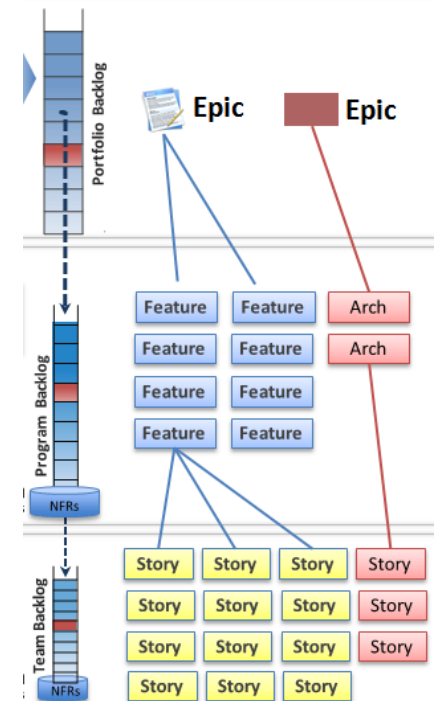 Portfolio Backlog
Epic
Epic
Program Backlog
Feature Feature Arch
Feature Feature Arch
Feature Feature
Feature Feature
NFRs
Team Backlog
Story Story Story Story
Story Story Story Story
Story Story Story Story
Story Story Story
NFRs